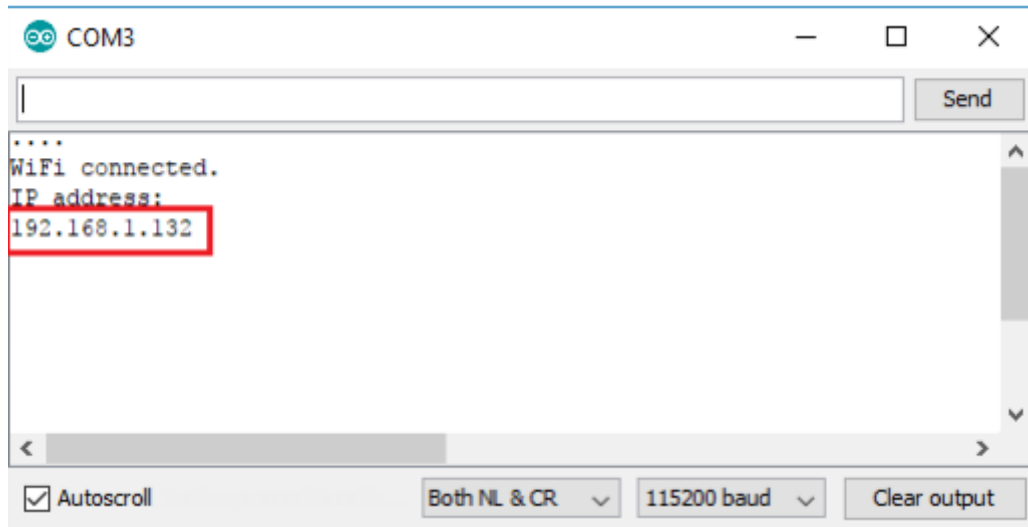 COM3
Send
....
WiFi connected.
IP address:
192.168.1.132
Autoscroll
Both NL & CR
115200 baud
Clear output